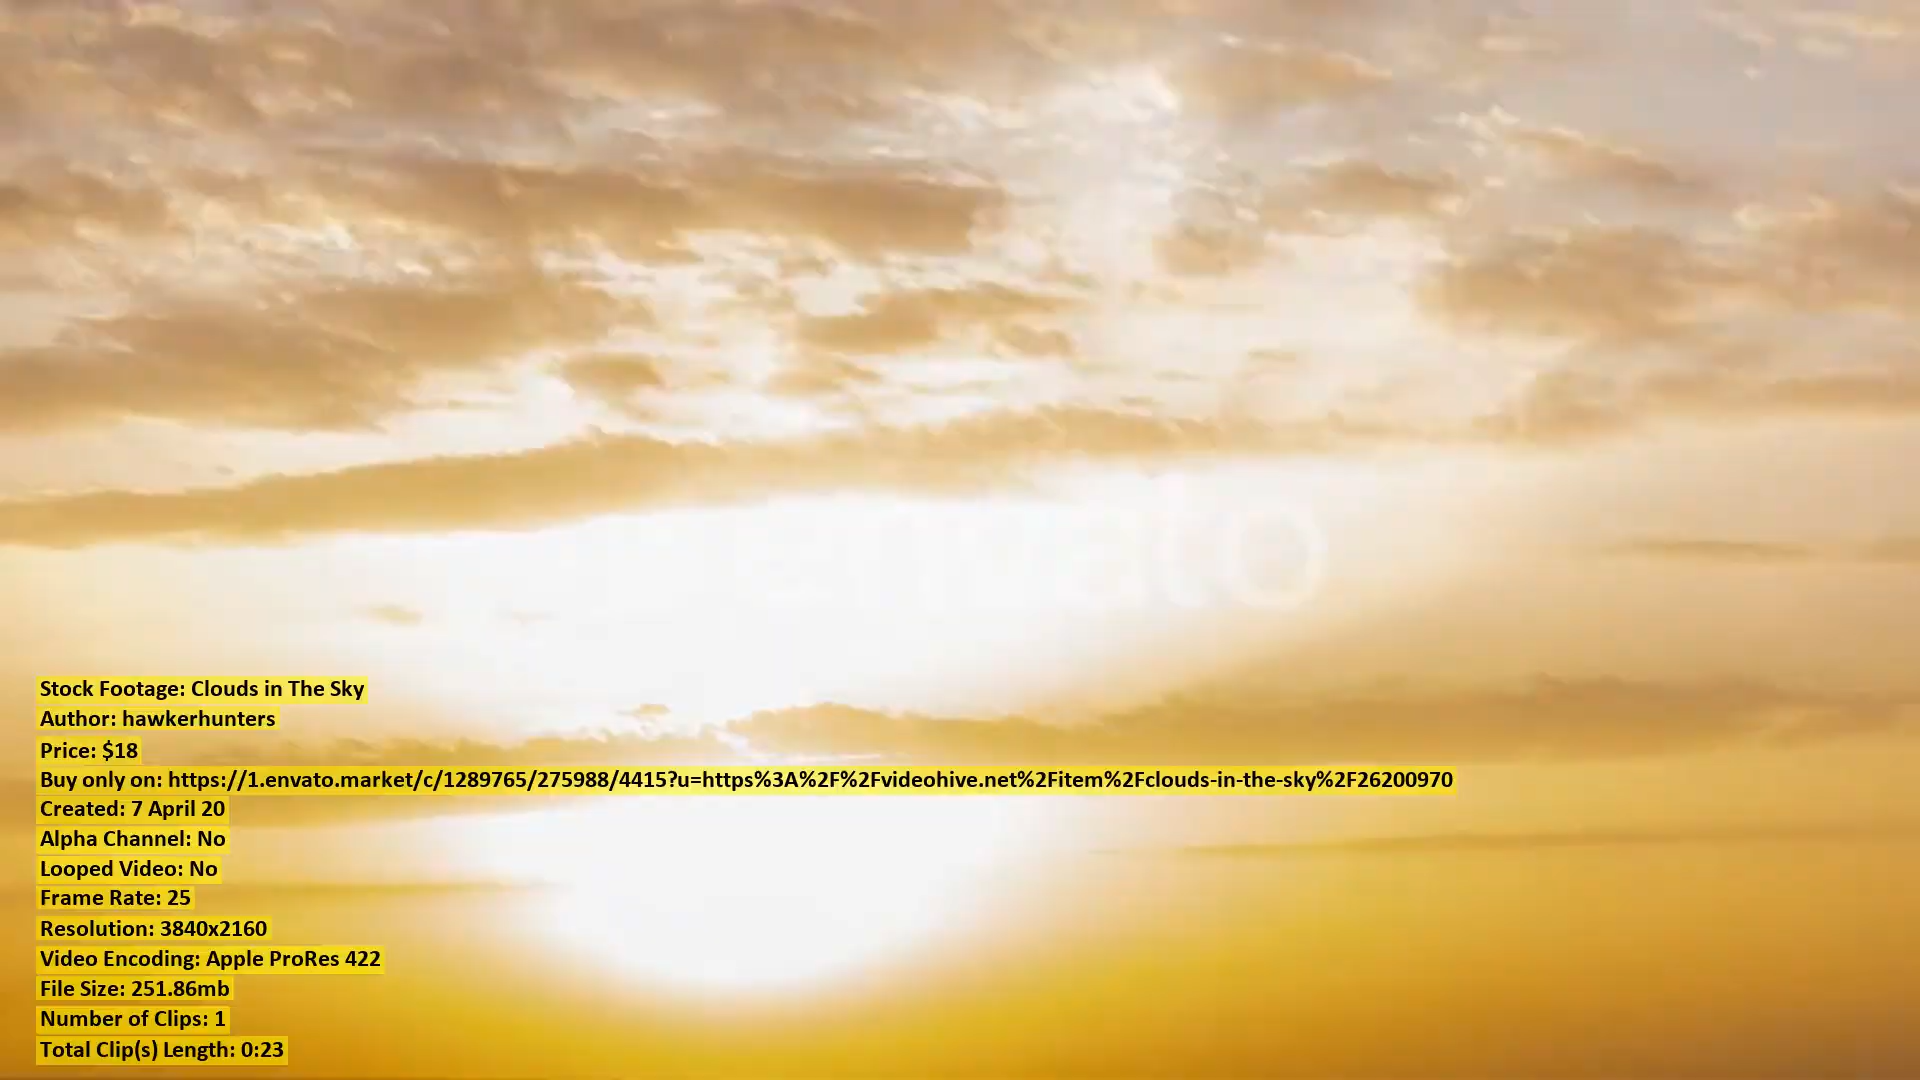 envato
Stock Footage: Clouds in The Sky
Author: hawkerhunters
Price: $18
Buy only on: https://1.envato.market/c/1289765/275988/4415?u=https%3A%2F%2Fvideohive.net%2Fitem%2Fclouds-in-the-sky%2F26200970
Created: 7 April 20
Alpha Channel: No
Looped Video: No
Frame Rate: 25
Resolution: 3840x2160
Video Encoding: Apple ProRes 422
File Size: 251.86mb
Number of Clips: 1
Total Clip(s) Length: 0:23